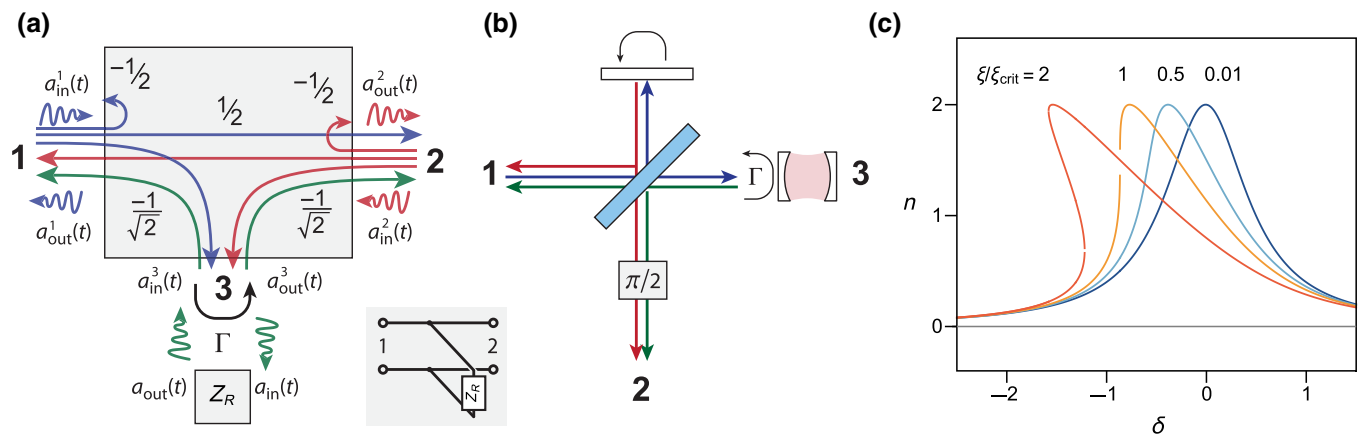 (a)
−½
−½
½
a¹in(t)
a²out(t)
1
2
a¹out(t)
−1/√2
−1/√2
a²in(t)
a³in(t)
3
a³out(t)
Γ
aout(t)
ZR
ain(t)
1
2
ZR
(b)
1
Γ
3
π/2
2
(c)
ξ/ξcrit = 2 1 0.5 0.01
2
n
1
0
−2 −1 0 1
δ